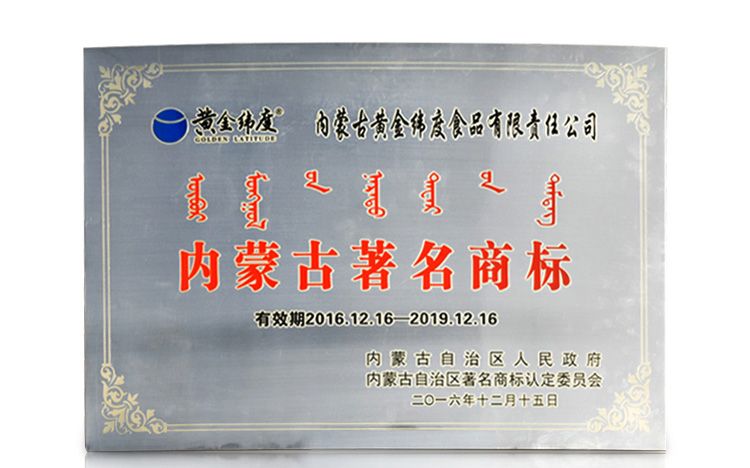 黄金纬度®
GOLDEN LATITUDE
内蒙古黄金纬度食品有限责任公司
内蒙古著名商标
有效期2016.12.16—2019.12.16
内蒙古自治区人民政府
内蒙古自治区著名商标认定委员会
二〇一六年十二月十五日